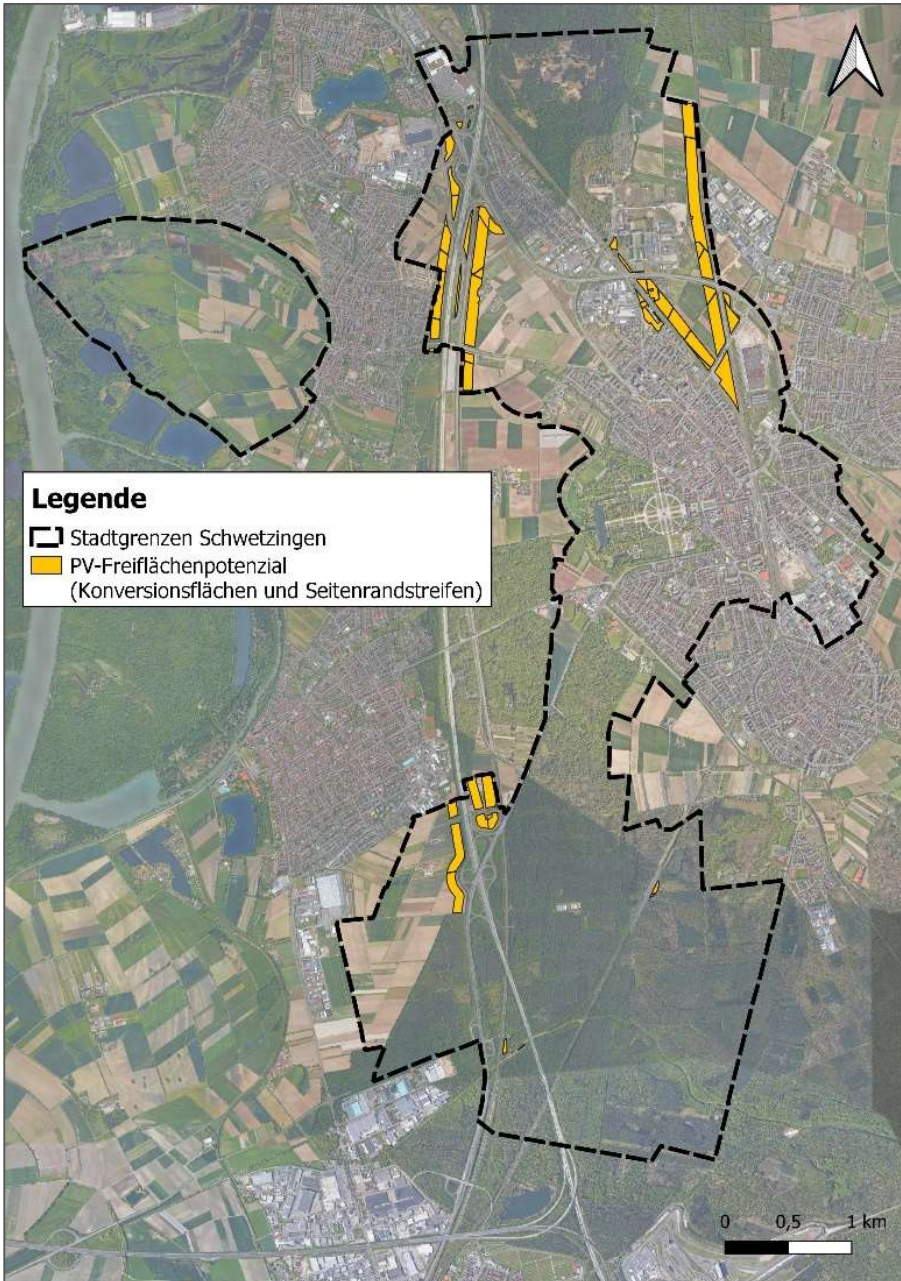 Legende
Stadtgrenzen Schwetzingen
PV-Freiflächenpotenzial
(Konversionsflächen und Seitenrandstreifen)
0 0,5 1 km